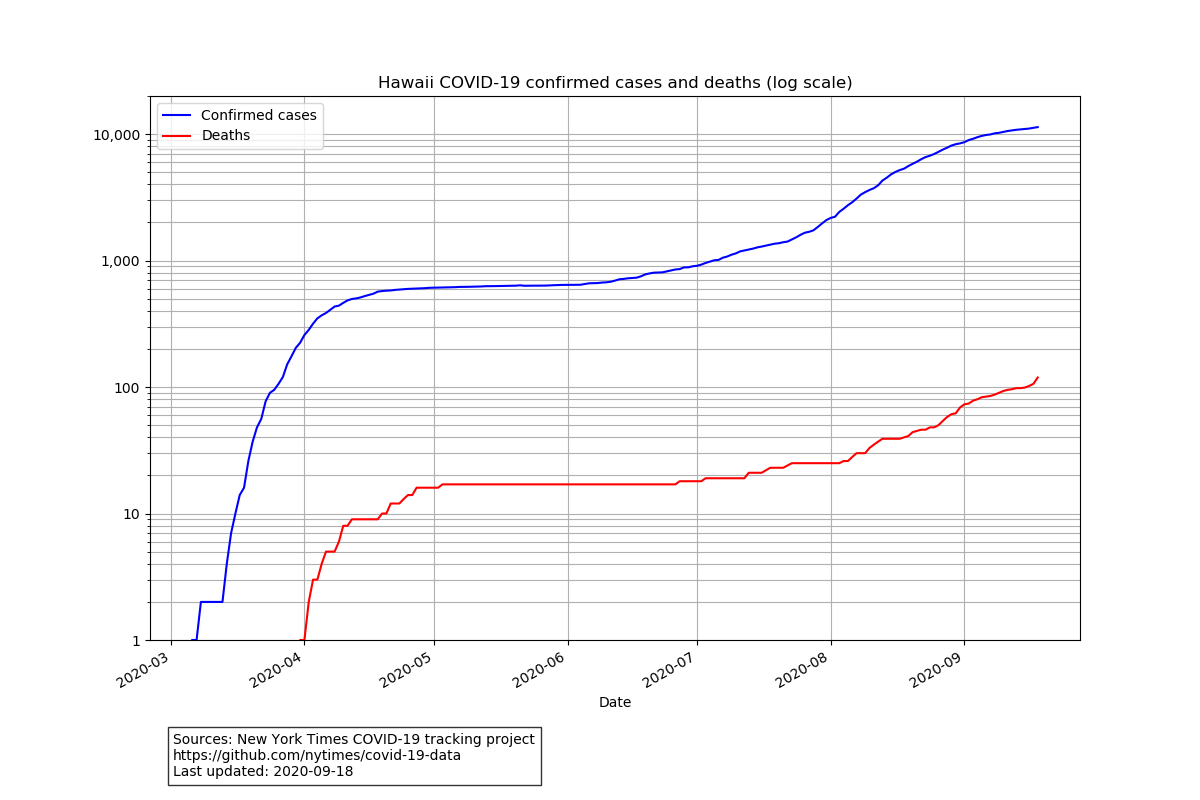 Hawaii COVID-19 confirmed cases and deaths (log scale)
Confirmed cases
Deaths
10,000
1,000
100
10
1
2020-03
2020-04
2020-05
2020-06
2020-07
2020-08
2020-09
Date
Sources: New York Times COVID-19 tracking project
https://github.com/nytimes/covid-19-data
Last updated: 2020-09-18